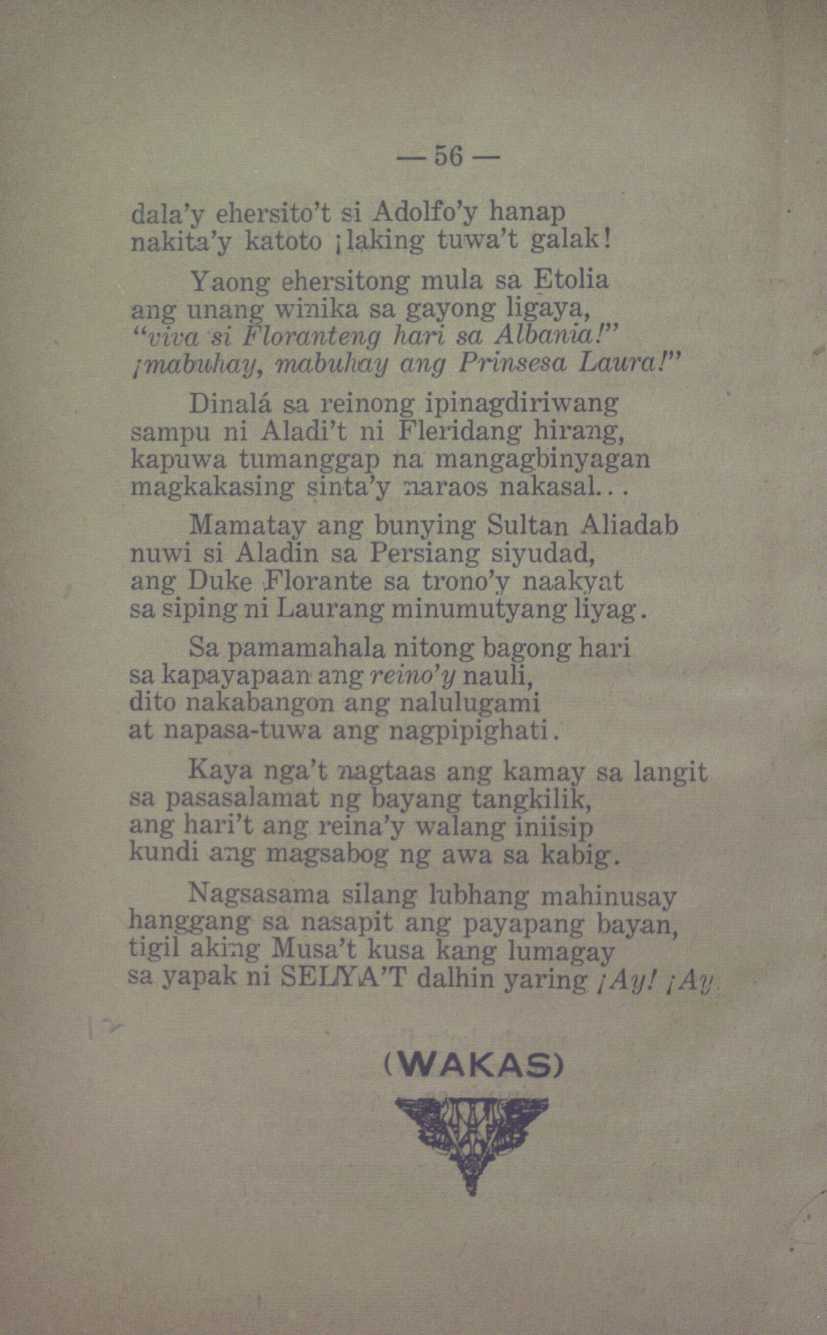 — 56 —
dala’y ehersito’t si Adolfo’y hanap
nakita’y katoto ¡laking tuwa’t galak!
Yaong ehersitong mula sa Etolia
ang unang winika sa gayong ligaya,
“viva si Floranteng hari sa Albania!”
¡mabuhay, mabuhay ang Prinsesa Laura!”
Dinalá sa reinong ipinagdiriwang
sampu ni Aladi’t ni Fleridang hirang,
kapuwa tumanggap na mangagbinyagan
magkakasing sinta’y naraos nakasal...
Mamatay ang bunying Sultan Aliadab
nuwi si Aladin sa Persiang siyudad,
ang Duke Florante sa trono’y naakyat
sa siping ni Laurang minumutyang liyag.
Sa pamamahala nitong bagong hari
sa kapayapaan ang reino’y nauli,
dito nakabangon ang nalulugami
at napasa-tuwa ang nagpipighati.
Kaya nga’t nagtaas ang kamay sa langit
sa pasasalamat ng bayang tangkilik,
ang hari’t ang reina’y walang iniisip
kundi ang magsabog ng awa sa kabig.
Nagsasama silang lubhang mahinusay
hanggang sa nasapit ang payapang bayan,
tigil aking Musa’t kusa kang lumagay
sa yapak ni SELYA’T dalhin yaring ¡Ay! ¡Ay
12
(WAKAS)